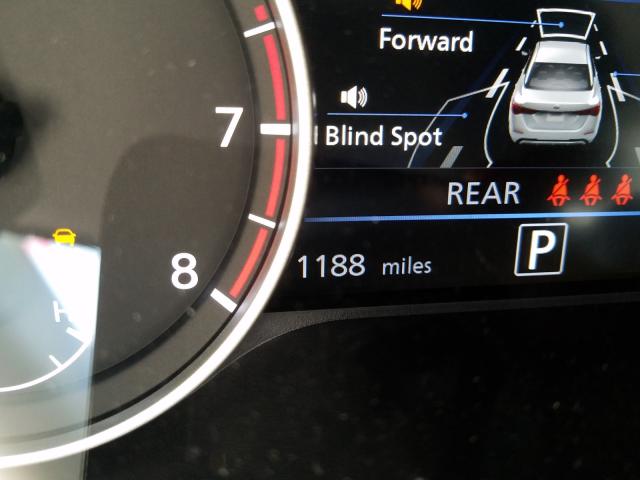 Forward
Blind Spot
7
REAR
8
1188 miles
P
H